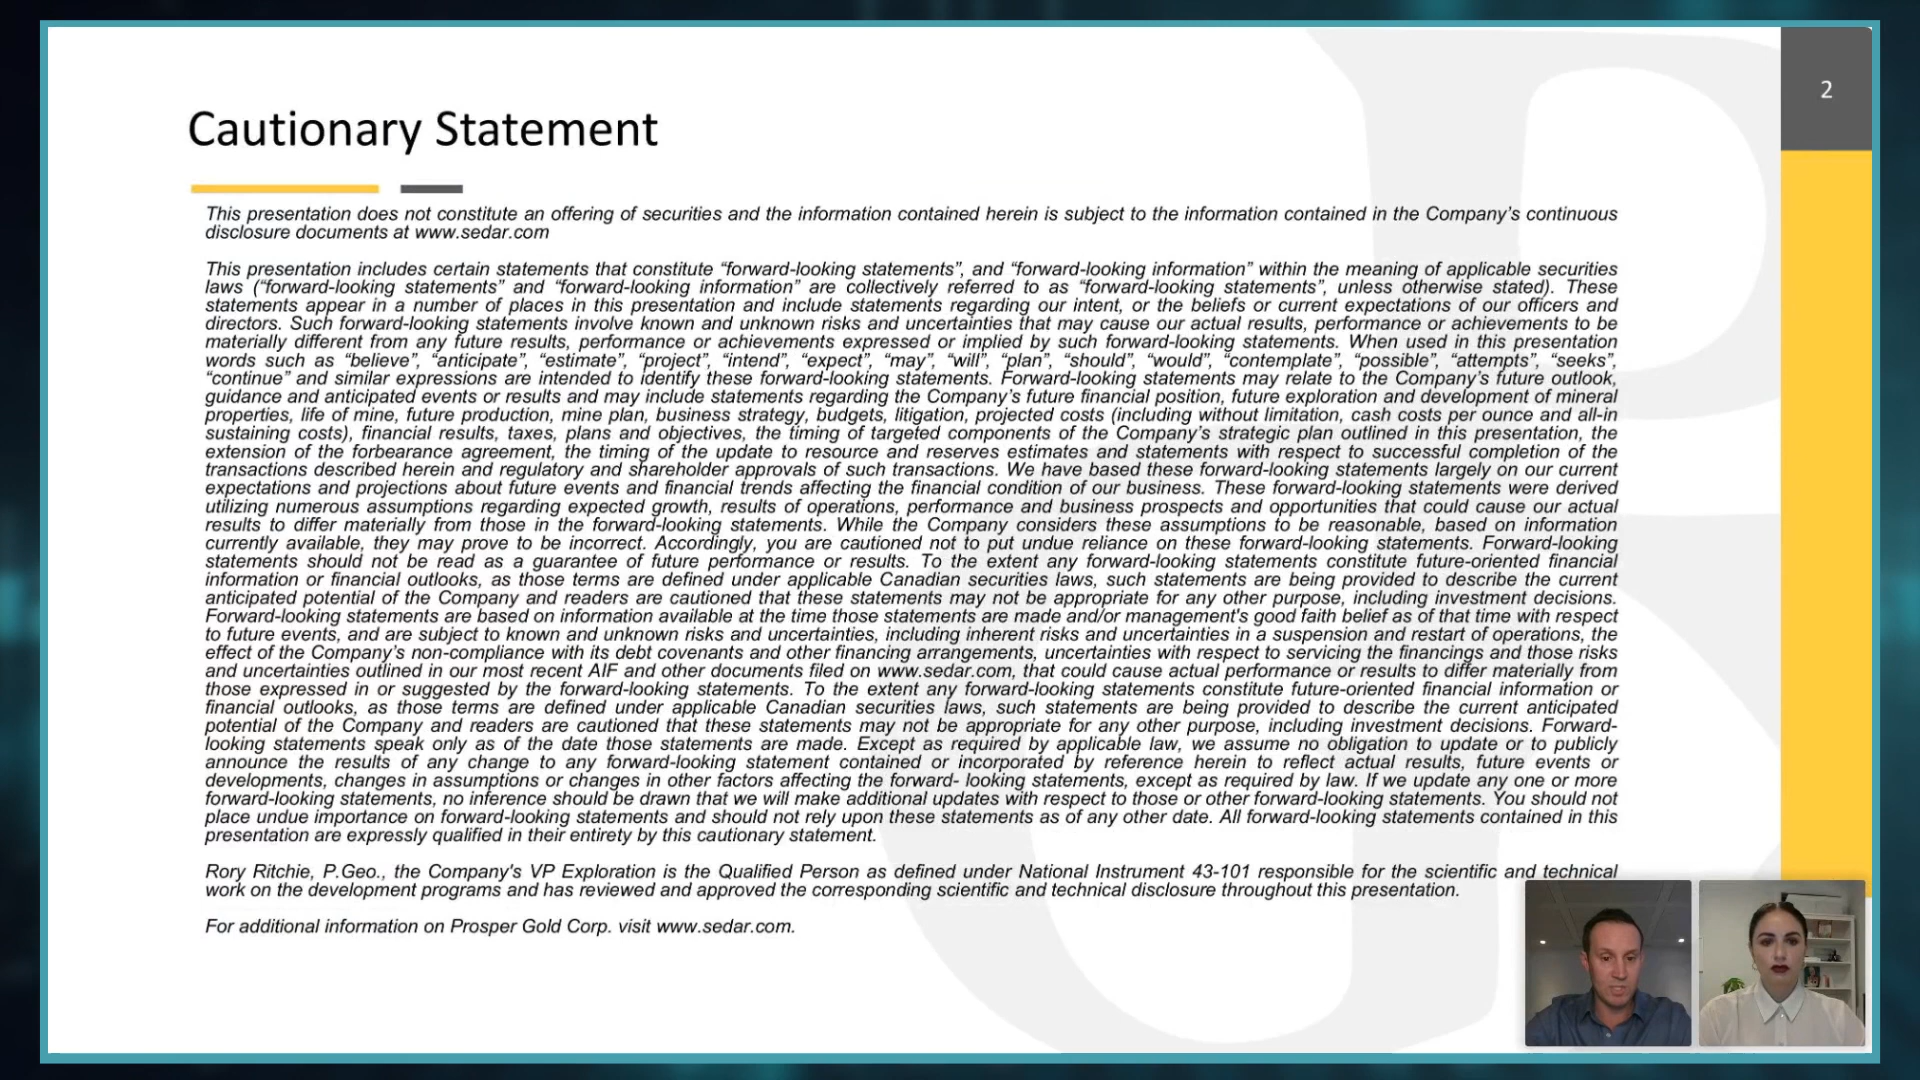 2
Cautionary Statement
This presentation does not constitute an offering of securities and the information contained herein is subject to the information contained in the Company’s continuous
disclosure documents at www.sedar.com
This presentation includes certain statements that constitute “forward-looking statements”, and “forward-looking information” within the meaning of applicable securities
laws (“forward-looking statements” and “forward-looking information” are collectively referred to as “forward-looking statements”, unless otherwise stated). These
statements appear in a number of places in this presentation and include statements regarding our intent, or the beliefs or current expectations of our officers and
directors. Such forward-looking statements involve known and unknown risks and uncertainties that may cause our actual results, performance or achievements to be
materially different from any future results, performance or achievements expressed or implied by such forward-looking statements. When used in this presentation
words such as “believe”, “anticipate”, “estimate”, “project”, “intend”, “expect”, “may”, “will”, “plan”, “should”, “would”, “contemplate”, “possible”, “attempts”, “seeks”,
“continue” and similar expressions are intended to identify these forward-looking statements. Forward-looking statements may relate to the Company’s future outlook,
guidance and anticipated events or results and may include statements regarding the Company’s future financial position, future exploration and development of mineral
properties, life of mine, future production, mine plan, business strategy, budgets, litigation, projected costs (including without limitation, cash costs per ounce and all-in
sustaining costs), financial results, taxes, plans and objectives, the timing of targeted components of the Company’s strategic plan outlined in this presentation, the
extension of the forbearance agreement, the timing of the update to resource and reserves estimates and statements with respect to successful completion of the
transactions described herein and regulatory and shareholder approvals of such transactions. We have based these forward-looking statements largely on our current
expectations and projections about future events and financial trends affecting the financial condition of our business. These forward-looking statements were derived
utilizing numerous assumptions regarding expected growth, results of operations, performance and business prospects and opportunities that could cause our actual
results to differ materially from those in the forward-looking statements. While the Company considers these assumptions to be reasonable, based on information
currently available, they may prove to be incorrect. Accordingly, you are cautioned not to put undue reliance on these forward-looking statements. Forward-looking
statements should not be read as a guarantee of future performance or results. To the extent any forward-looking statements constitute future-oriented financial
information or financial outlooks, as those terms are defined under applicable Canadian securities laws, such statements are being provided to describe the current
anticipated potential of the Company and readers are cautioned that these statements may not be appropriate for any other purpose, including investment decisions.
Forward-looking statements are based on information available at the time those statements are made and/or management's good faith belief as of that time with respect
to future events, and are subject to known and unknown risks and uncertainties, including inherent risks and uncertainties in a suspension and restart of operations, the
effect of the Company’s non-compliance with its debt covenants and other financing arrangements, uncertainties with respect to servicing the financings and those risks
and uncertainties outlined in our most recent AIF and other documents filed on www.sedar.com, that could cause actual performance or results to differ materially from
those expressed in or suggested by the forward-looking statements. To the extent any forward-looking statements constitute future-oriented financial information or
financial outlooks, as those terms are defined under applicable Canadian securities laws, such statements are being provided to describe the current anticipated
potential of the Company and readers are cautioned that these statements may not be appropriate for any other purpose, including investment decisions. Forward-
looking statements speak only as of the date those statements are made. Except as required by applicable law, we assume no obligation to update or to publicly
announce the results of any change to any forward-looking statement contained or incorporated by reference herein to reflect actual results, future events or
developments, changes in assumptions or changes in other factors affecting the forward- looking statements, except as required by law. If we update any one or more
forward-looking statements, no inference should be drawn that we will make additional updates with respect to those or other forward-looking statements. You should not
place undue importance on forward-looking statements and should not rely upon these statements as of any other date. All forward-looking statements contained in this
presentation are expressly qualified in their entirety by this cautionary statement.
Rory Ritchie, P.Geo., the Company's VP Exploration is the Qualified Person as defined under National Instrument 43-101 responsible for the scientific and technical
work on the development programs and has reviewed and approved the corresponding scientific and technical disclosure throughout this presentation.
For additional information on Prosper Gold Corp. visit www.sedar.com.